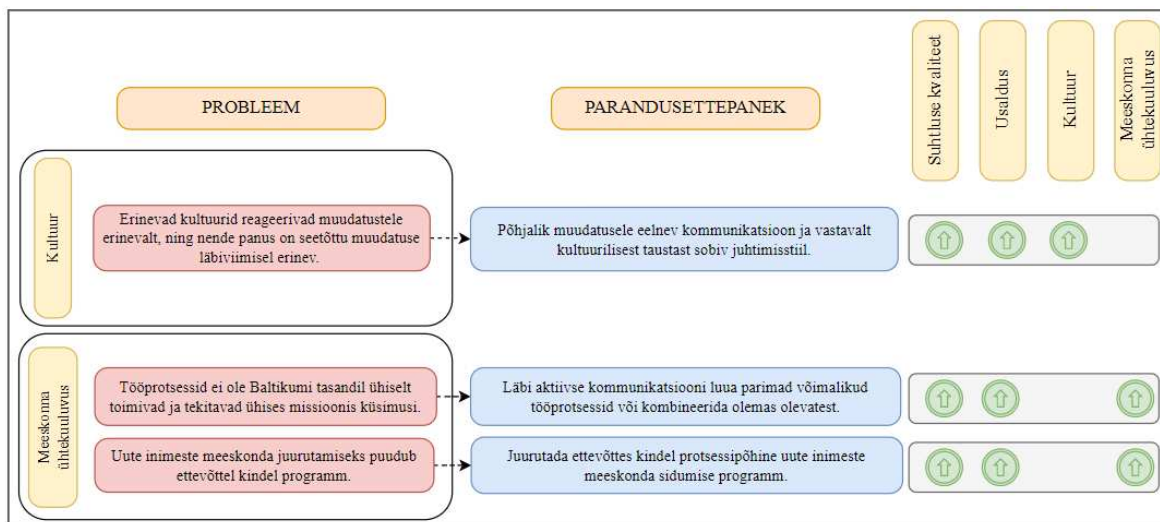 PROBLEEM
PARANDUSETTEPANEK
Suhtluse kvaliteet
Usaldus
Kultuur
Meeskonna
ühtekuuluvus
Kultuur
Erinevad kultuurid reageerivad muudatustele
erinevalt, ning nende panus on seetõttu muudatuse
läbiviimisel erinev.
Põhjalik muudatusele eelnev kommunikatsioon ja vastavalt
kultuurilisest taustast sobiv juhtimisstiil.
Meeskonna
ühtekuuluvus
Tööprotsessid ei ole Baltikumi tasandil ühiselt
toimivad ja tekitavad ühises missioonis küsimusi.
Läbi aktiivse kommunikatsiooni luua parimad võimalikud
tööprotsessid või kombineerida olemas olevatest.
Uute inimeste meeskonda juurutamiseks puudub
ettevõttel kindel programm.
Juurutada ettevõttes kindel protsessipõhine uute inimeste
meeskonda sidumise programm.